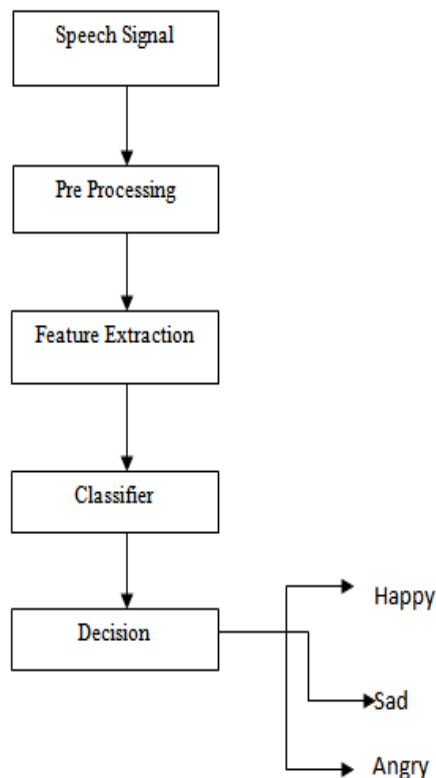 Speech Signal
Pre Processing
Feature Extraction
Classifier
Decision
Happy
Sad
Angry